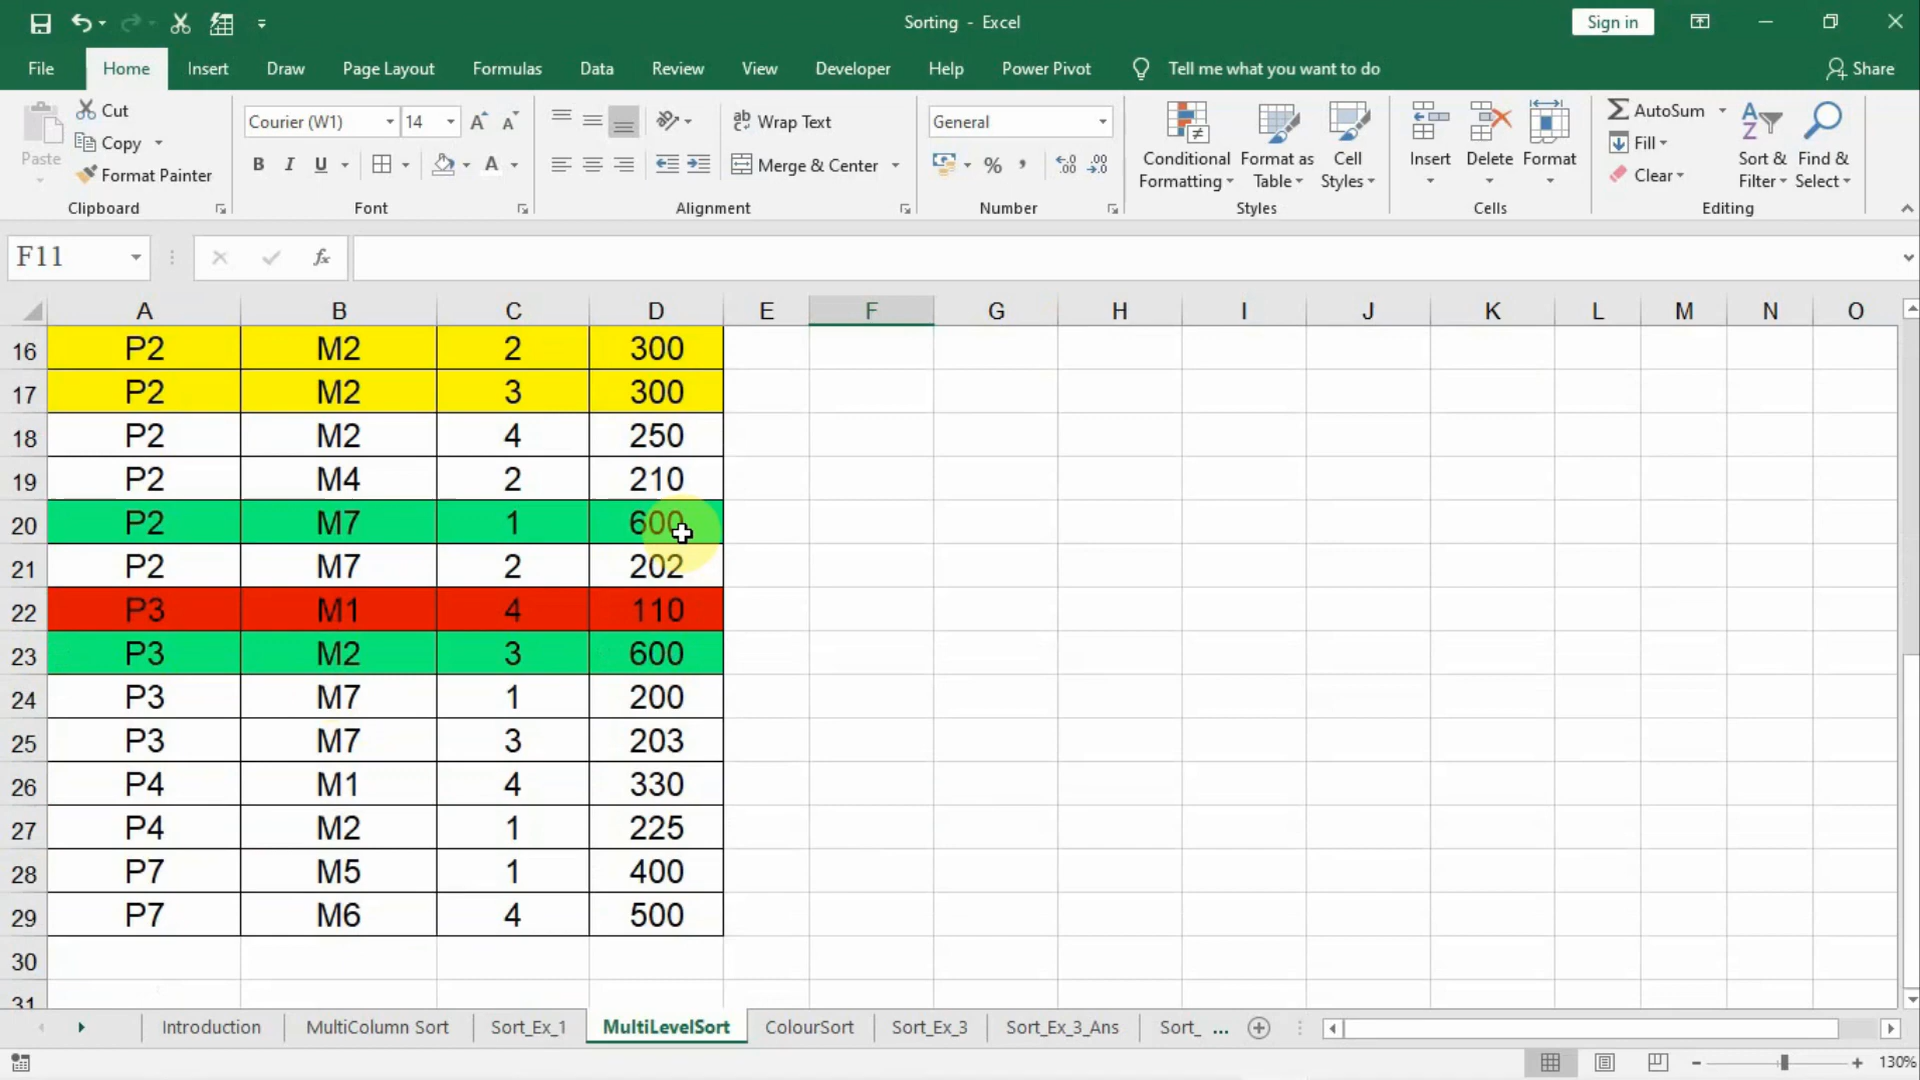 Sorting - Excel
Sign in
File Home Insert Draw Page Layout Formulas Data Review View Developer Help Power Pivot Tell me what you want to do Share
Paste
Cut
Copy
Format Painter
Clipboard
Courier (W1) 14
B I U A
Font
Wrap Text
Merge & Center
Alignment
General
%
Number
Conditional Formatting
Format as Table
Cell Styles
Styles
Insert
Delete
Format
Cells
AutoSum
Fill
Clear
Sort & Filter
Find & Select
Editing
F11 fx
A B C D E F G H I J K L M N O
16 P2 M2 2 300
17 P2 M2 3 300
18 P2 M2 4 250
19 P2 M4 2 210
20 P2 M7 1 600
21 P2 M7 2 202
22 P3 M1 4 110
23 P3 M2 3 600
24 P3 M7 1 200
25 P3 M7 3 203
26 P4 M1 4 330
27 P4 M2 1 225
28 P7 M5 1 400
29 P7 M6 4 500
30
31
Introduction MultiColumn Sort Sort_Ex_1 MultiLevelSort ColourSort Sort_Ex_3 Sort_Ex_3_Ans Sort_ ...
130%